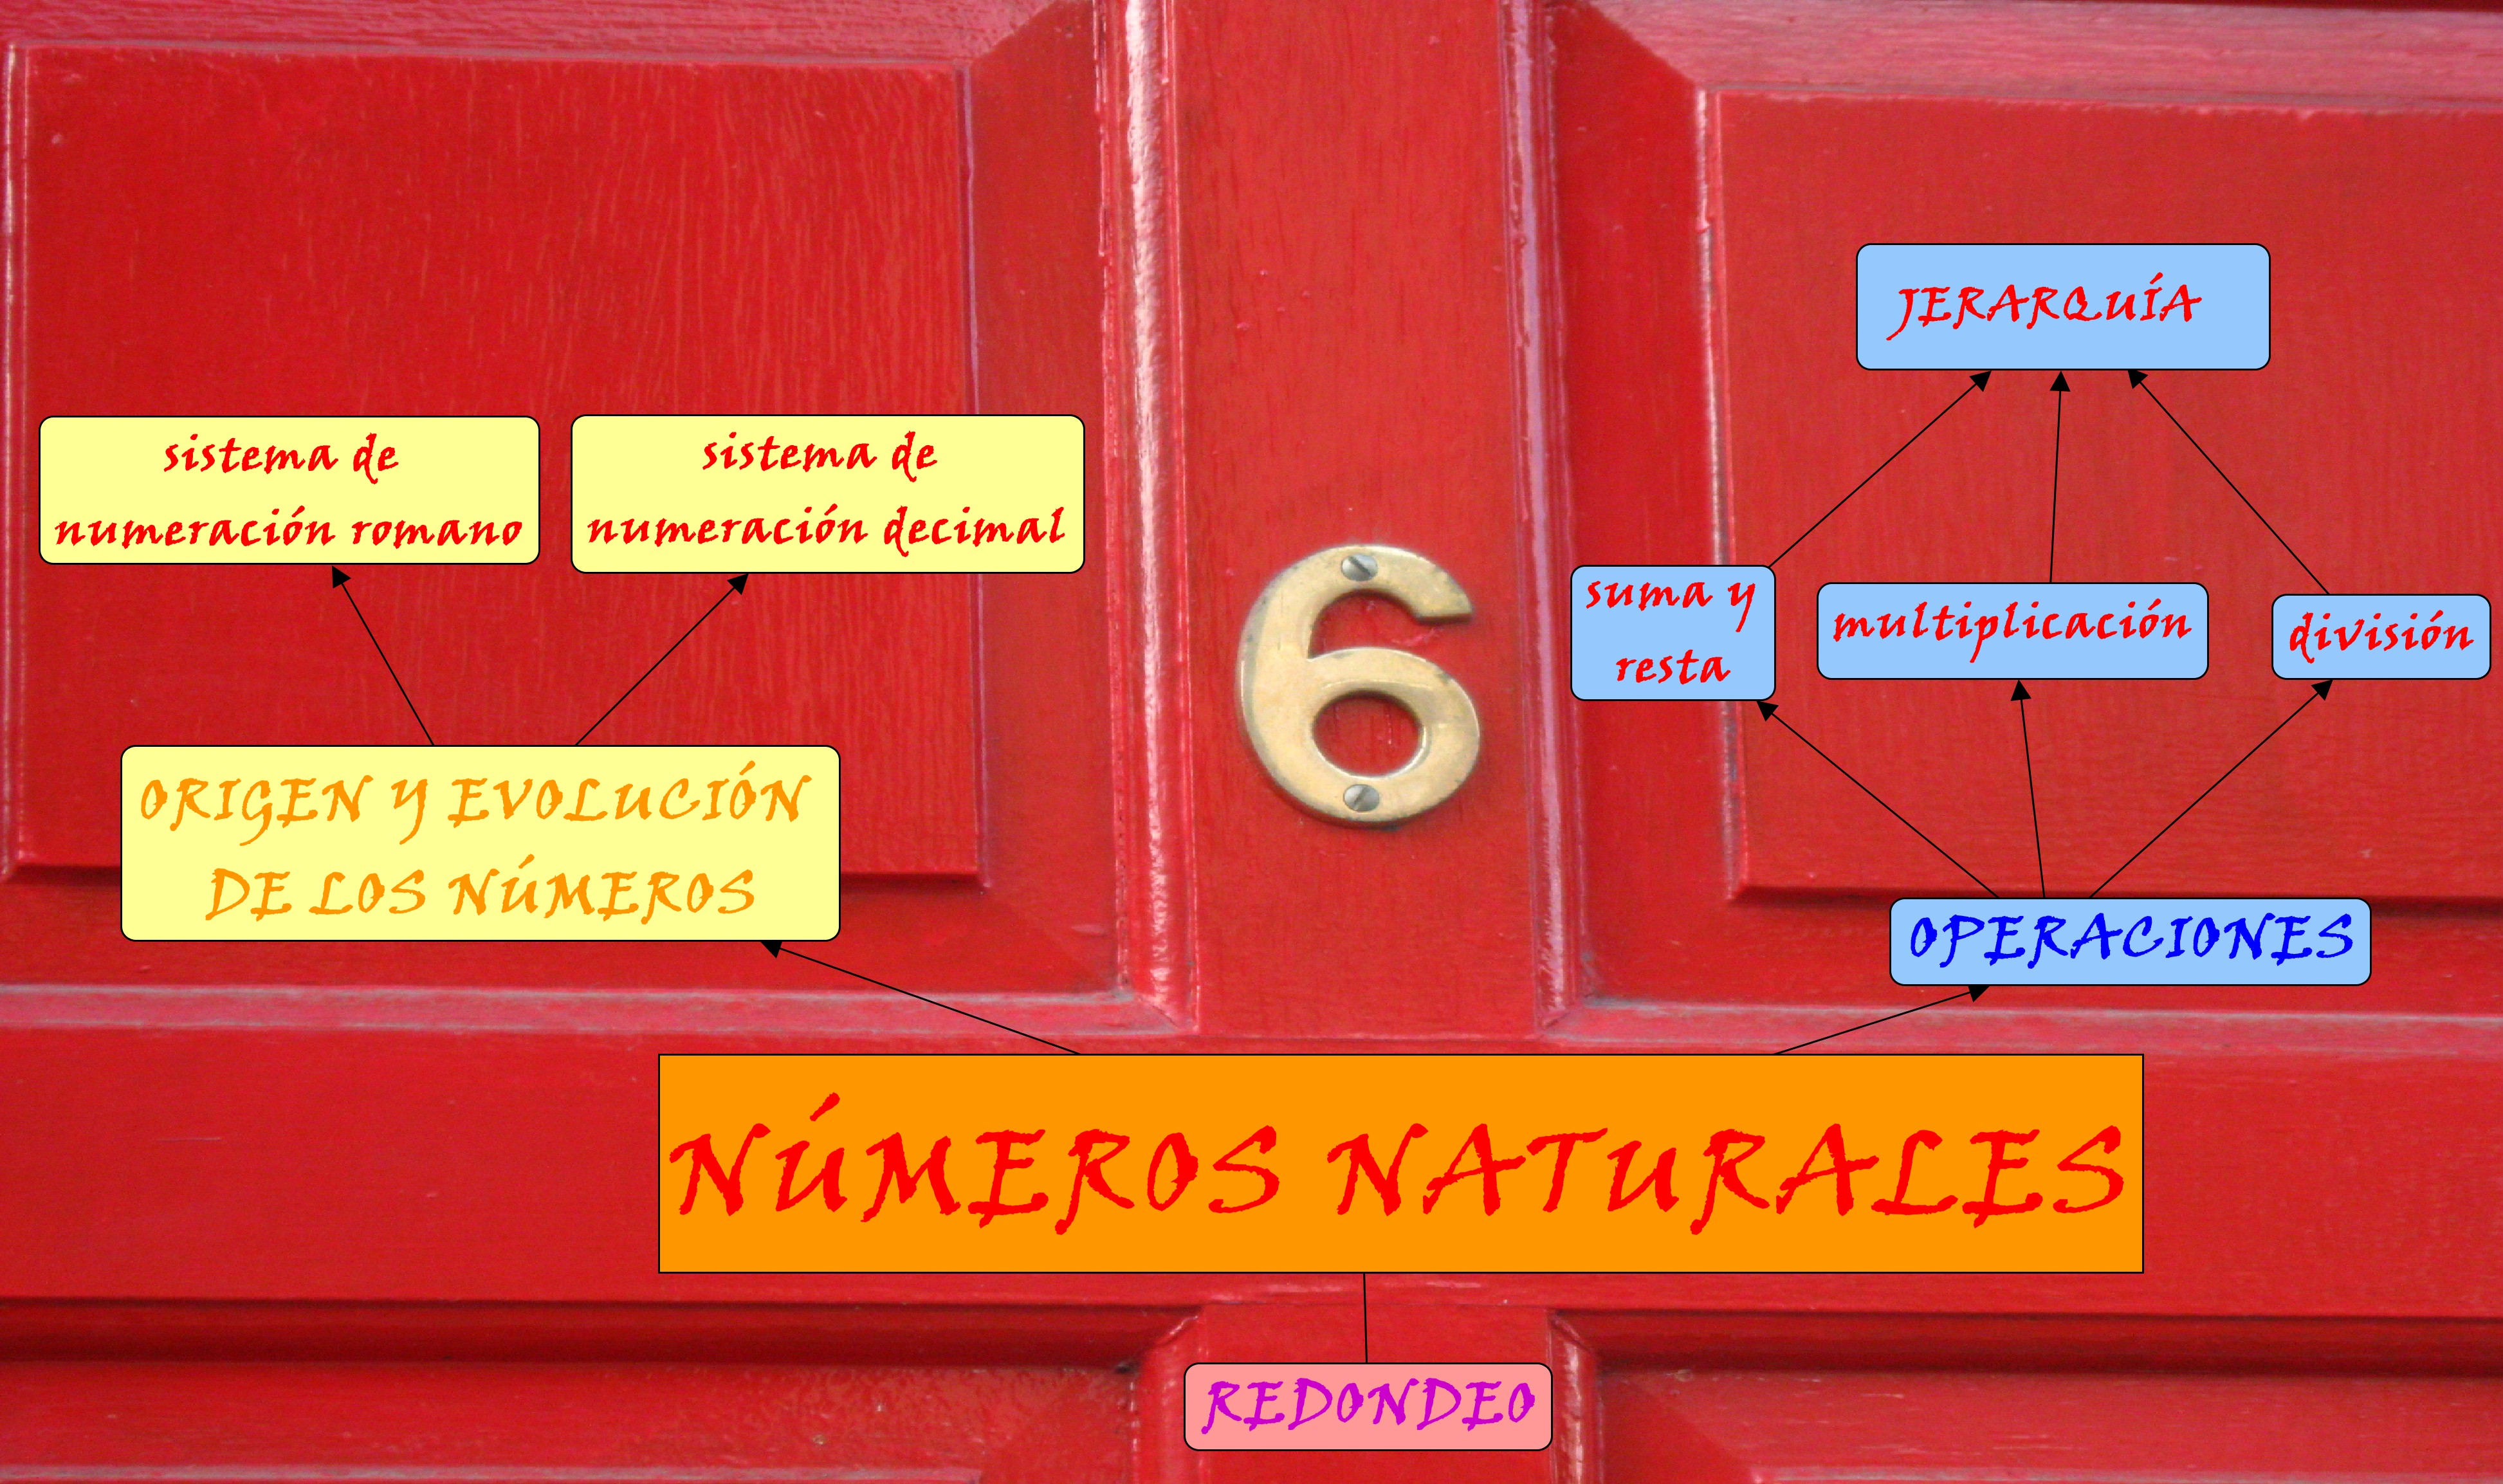 JERARQUÍA
sistema de
numeración romano
sistema de
numeración decimal
6
suma y
resta
multiplicación
división
ORIGEN Y EVOLUCIÓN
DE LOS NÚMEROS
OPERACIONES
NÚMEROS NATURALES
REDONDEO